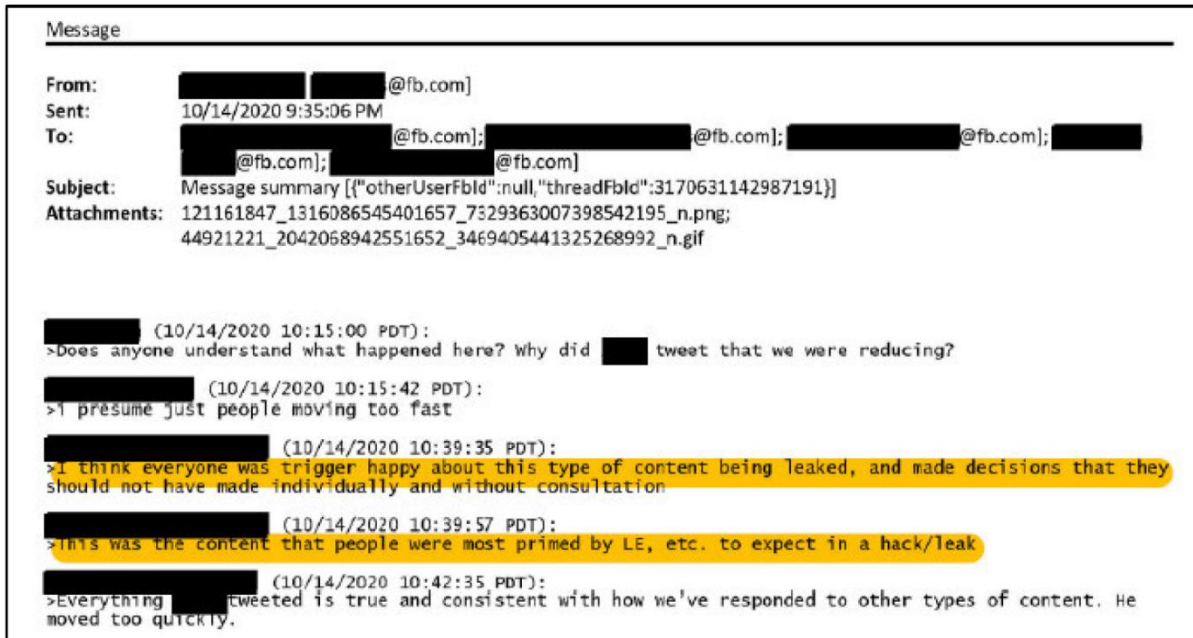 Message
From: @fb.com]
Sent: 10/14/2020 9:35:06 PM
To: @fb.com]; s@fb.com]; @fb.com];
@fb.com]; @fb.com]
Subject: Message summary [{"otherUserFbId":null,"threadFbId":3170631142987191}]
Attachments: 121161847_1316086545401657_7329363007398542195_n.png;
44921221_2042068942551652_3469405441325268992_n.gif
(10/14/2020 10:15:00 PDT):
>Does anyone understand what happened here? Why did tweet that we were reducing?
(10/14/2020 10:15:42 PDT):
>i presume just people moving too fast
(10/14/2020 10:39:35 PDT):
>I think everyone was trigger happy about this type of content being leaked, and made decisions that they
should not have made individually and without consultation
(10/14/2020 10:39:57 PDT):
>This was the content that people were most primed by LE, etc. to expect in a hack/leak
(10/14/2020 10:42:35 PDT):
>Everything tweeted is true and consistent with how we've responded to other types of content. He
moved too quickly.